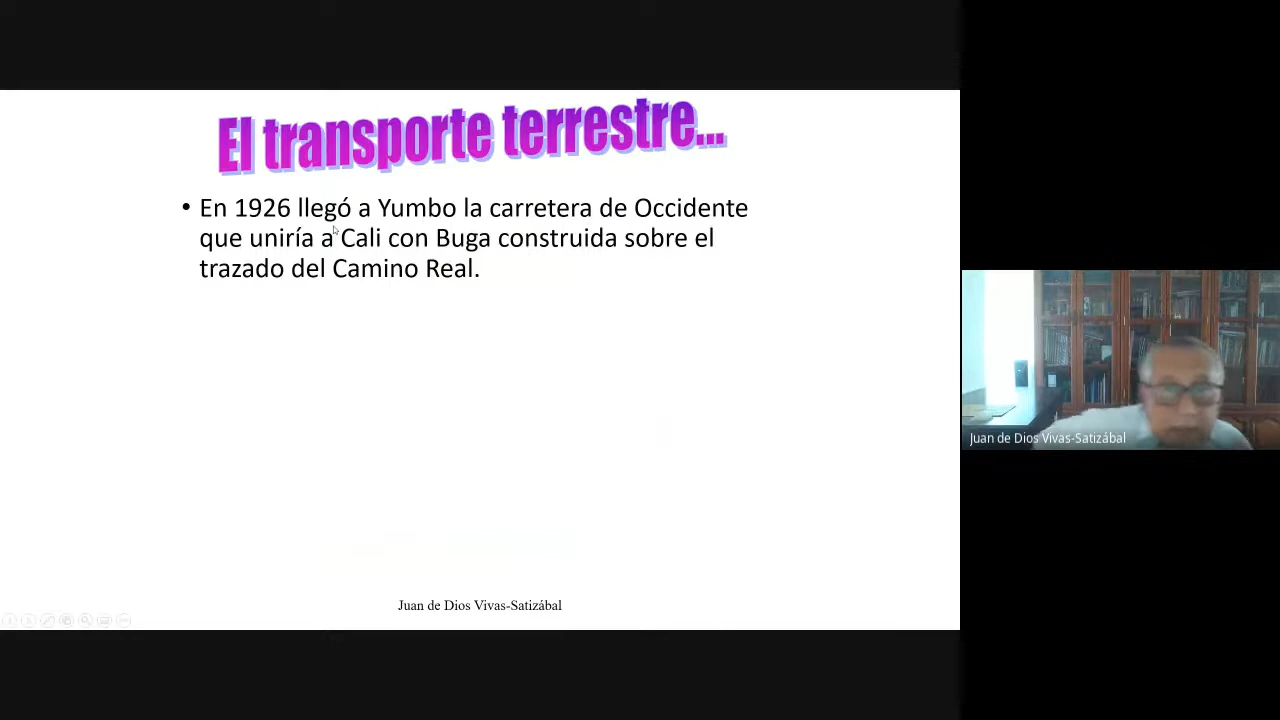 El transporte terrestre...
• En 1926 llegó a Yumbo la carretera de Occidente
que uniría a Cali con Buga construida sobre el
trazado del Camino Real.
Juan de Dios Vivas-Satizábal
Juan de Dios Vivas-Satizábal